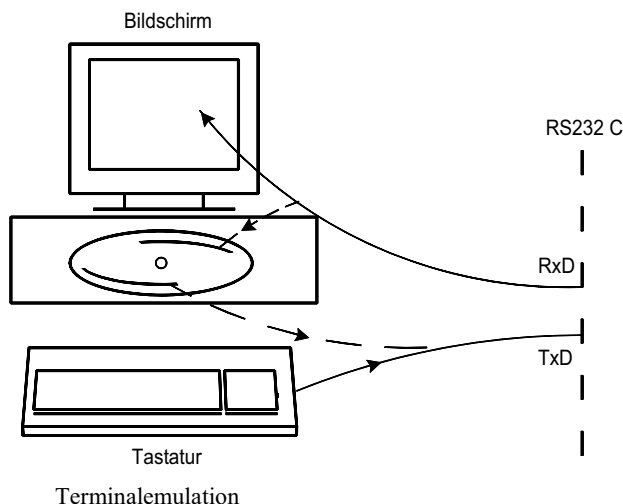 Bildschirm
RS232 C
RxD
TxD
Tastatur
Terminalemulation